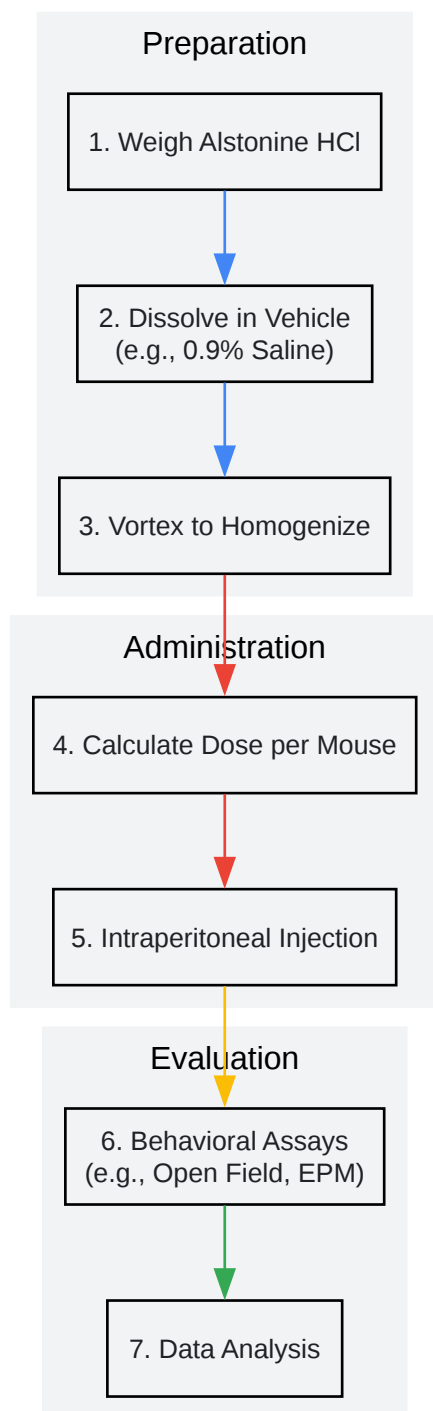 Preparation
1. Weigh Alstonine HCl
2. Dissolve in Vehicle
(e.g., 0.9% Saline)
3. Vortex to Homogenize
Administration
4. Calculate Dose per Mouse
5. Intraperitoneal Injection
Evaluation
6. Behavioral Assays
(e.g., Open Field, EPM)
7. Data Analysis